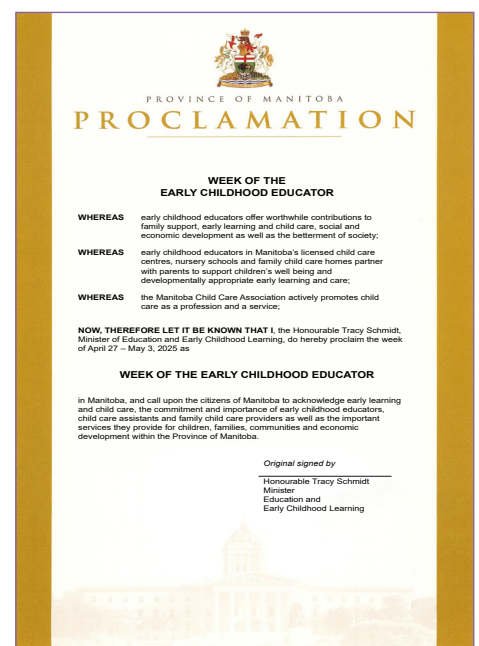 PROVINCE OF MANITOBA
PROCLAMATION
WEEK OF THE
EARLY CHILDHOOD EDUCATOR
WHEREAS early childhood educators offer worthwhile contributions to
family support, early learning and child care, social and
economic development as well as the betterment of society;
WHEREAS early childhood educators in Manitoba's licensed child care
centres, nursery schools and family child care homes partner
with parents to support children's well being and
developmentally appropriate early learning and care;
WHEREAS the Manitoba Child Care Association actively promotes child
care as a profession and a service;
NOW, THEREFORE LET IT BE KNOWN THAT I, the Honourable Tracy Schmidt,
Minister of Education and Early Childhood Learning, do hereby proclaim the week
of April 27 – May 3, 2025 as
WEEK OF THE EARLY CHILDHOOD EDUCATOR
in Manitoba, and call upon the citizens of Manitoba to acknowledge early learning
and child care, the commitment and importance of early childhood educators,
child care assistants and family child care providers as well as the important
services they provide for children, families, communities and economic
development within the Province of Manitoba.
Original signed by
Honourable Tracy Schmidt
Minister
Education and
Early Childhood Learning